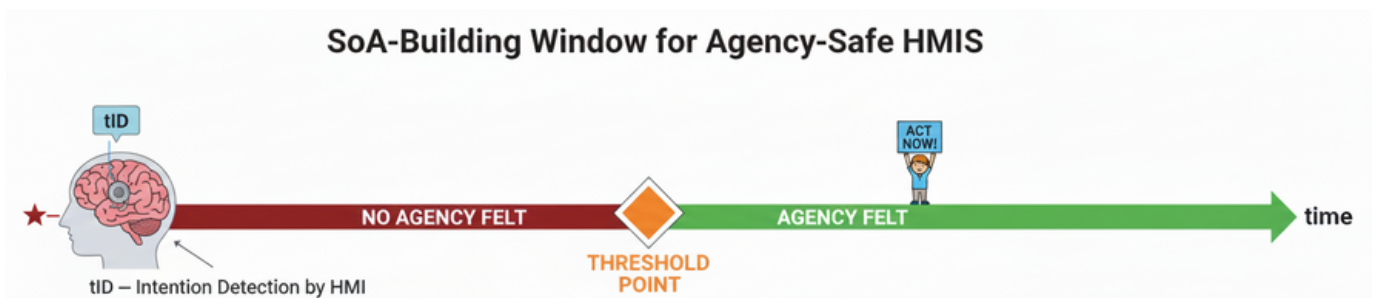 SoA-Building Window for Agency-Safe HMIS
tID
ACT
NOW!
NO AGENCY FELT
AGENCY FELT
time
THRESHOLD
POINT
tID – Intention Detection by HMI